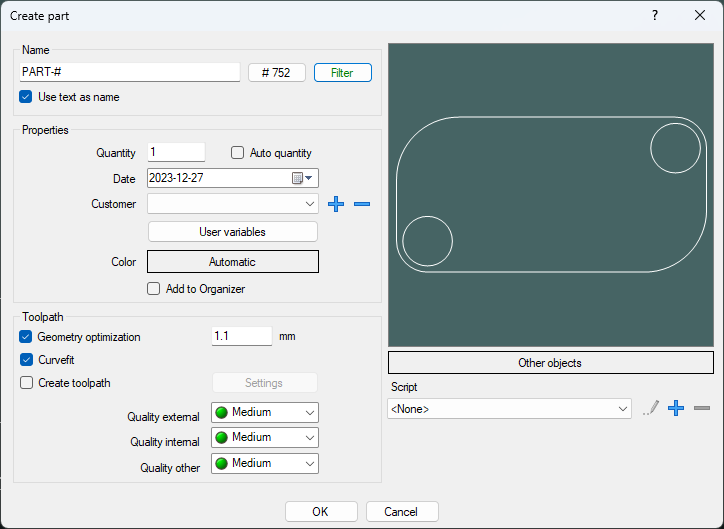 Create part
?
Name
PART-#
# 752
Filter
Use text as name
Properties
Quantity
1
Auto quantity
Date
2023-12-27
Customer
User variables
Color
Automatic
Add to Organizer
Toolpath
Geometry optimization
1.1
mm
Curvefit
Create toolpath
Settings
Quality external
Medium
Quality internal
Medium
Quality other
Medium
Other objects
Script
<None>
OK
Cancel